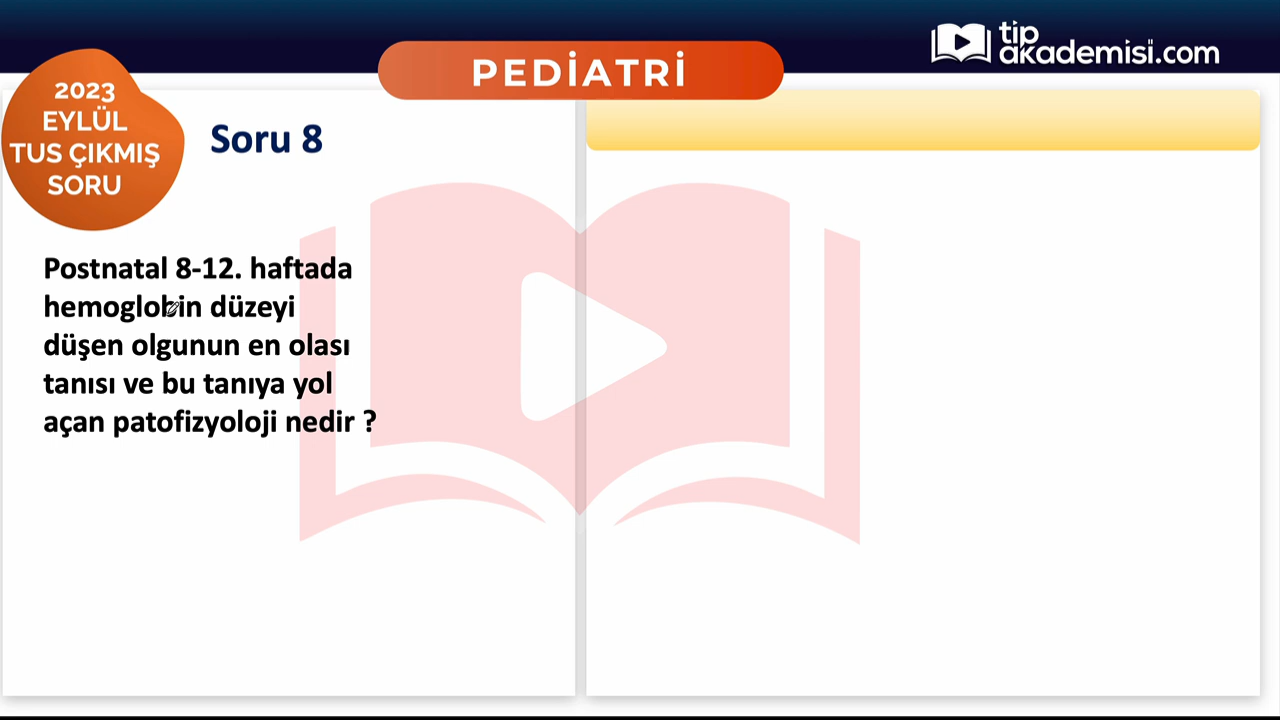 tip
akademisi.com
PEDİATRİ
2023
EYLÜL
TUS ÇIKMIŞ
SORU
Soru 8
Postnatal 8-12. haftada
hemoglobin düzeyi
düşen olgunun en olası
tanısı ve bu tanıya yol
açan patofizyoloji nedir ?